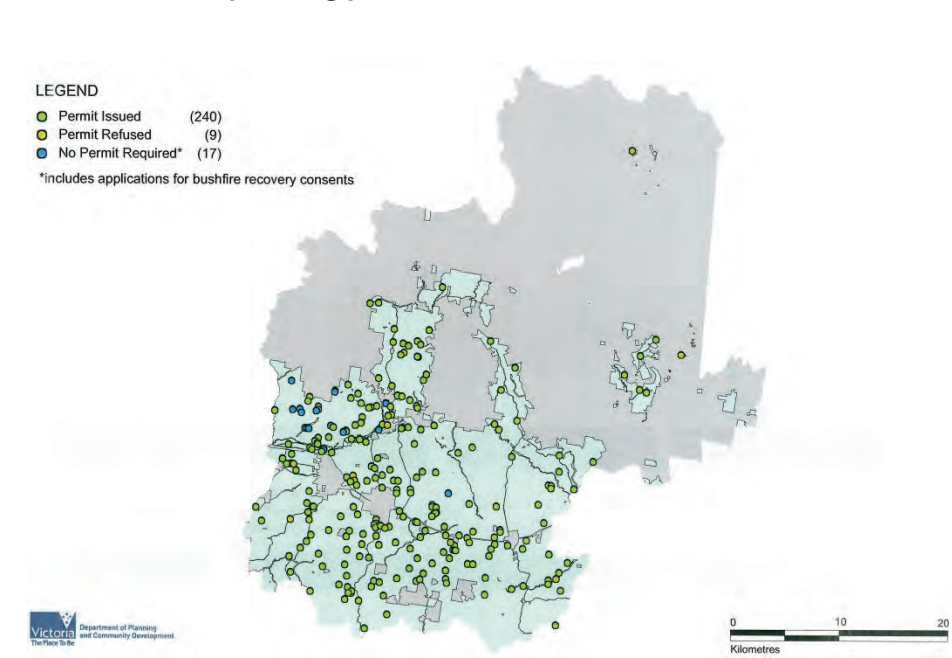 LEGEND
Permit Issued (240)
Permit Refused (9)
No Permit Required* (17)
*includes applications for bushfire recovery consents
Victoria
The Place To Be
Department of Planning
and Community Development
0 10 20
Kilometres